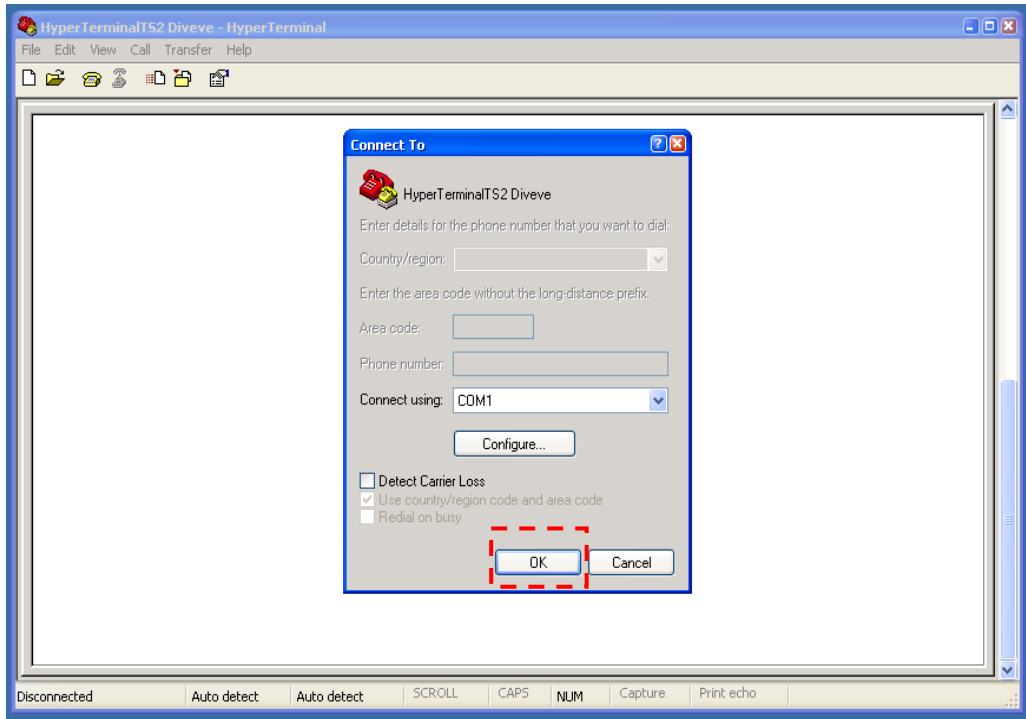 HyperTerminalTS2 Diveve - HyperTerminal
File Edit View Call Transfer Help
Connect To
HyperTerminalTS2 Diveve
Enter details for the phone number that you want to dial:
Country/region:
Enter the area code without the long-distance prefix.
Area code:
Phone number:
Connect using: COM1
Configure...
Detect Carrier Loss
Use country/region code and area code
Redial on busy
OK Cancel
Disconnected Auto detect Auto detect SCROLL CAPS NUM Capture Print echo